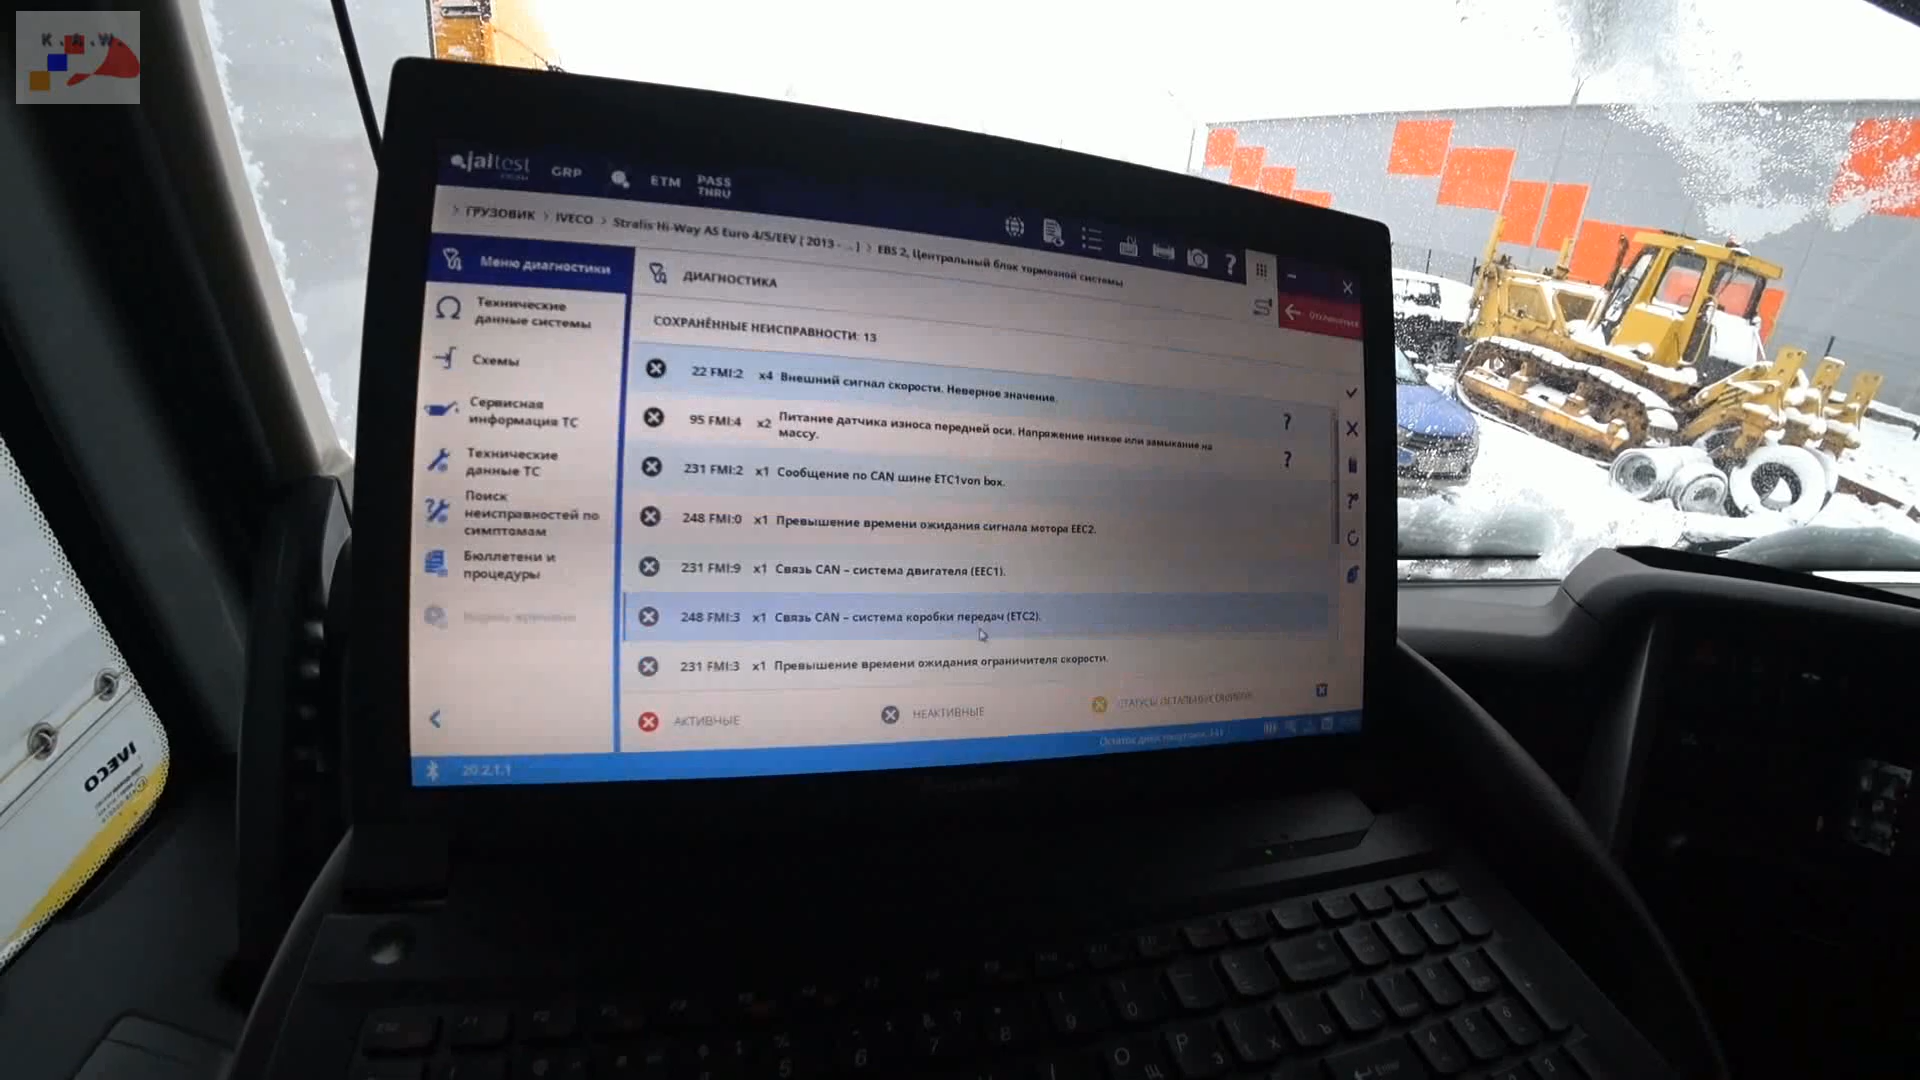 K.A.W.
jaltest
GRP
ETM
PASS
THRU
> ГРУЗОВИК > IVECO > Stralis Hi-Way AS Euro 4/5/EEV [ 2013 - ... ] > EBS 2, Центральный блок тормозной системы
Меню диагностики
Технические
данные системы
Схемы
Сервисная
информация ТС
Технические
данные ТС
Поиск
неисправностей по
симптомам
Бюллетени и
процедуры
ДИАГНОСТИКА
Отключиться
СОХРАНЁННЫЕ НЕИСПРАВНОСТИ: 13
22 FMI:2 x4 Внешний сигнал скорости. Неверное значение.
95 FMI:4 x2 Питание датчика износа передней оси. Напряжение низкое или замыкание на
массу.
231 FMI:2 x1 Сообщение по CAN шине ETC1von box.
248 FMI:0 x1 Превышение времени ожидания сигнала мотора EEC2.
231 FMI:9 x1 Связь CAN – система двигателя (EEC1).
248 FMI:3 x1 Связь CAN – система коробки передач (ETC2).
231 FMI:3 x1 Превышение времени ожидания ограничителя скорости.
АКТИВНЫЕ
НЕАКТИВНЫЕ
СТАТУСЫ ОСТАЛЬНЫХ ОШИБОК
20.2.1.1
IVECO